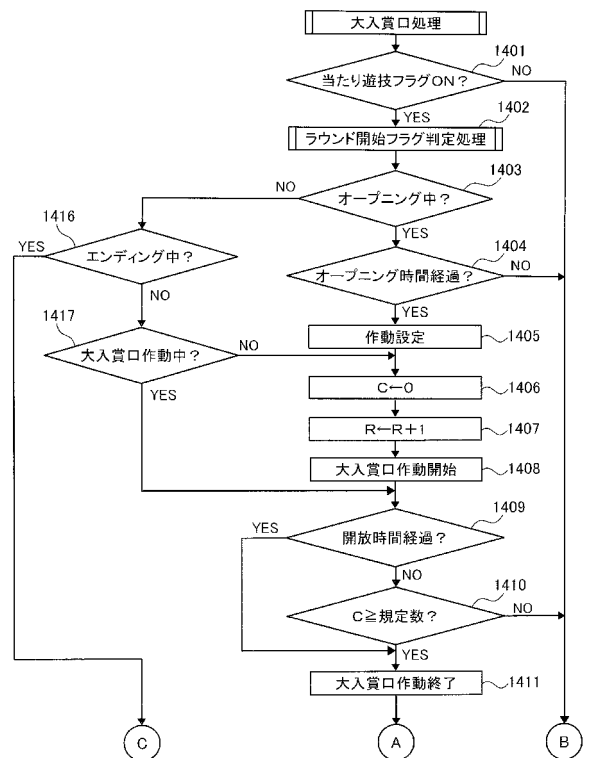 大入賞口処理
1401
当たり遊技フラグON？
NO
YES
1402
ラウンド開始フラグ判定処理
1403
オープニング中？
NO
YES
1416
エンディング中？
YES
NO
1404
オープニング時間経過？
NO
YES
1417
大入賞口作動中？
NO
YES
作動設定
1405
C←0
1406
R←R+1
1407
大入賞口作動開始
1408
1409
開放時間経過？
YES
NO
1410
C≧規定数？
NO
YES
大入賞口作動終了
1411
C
A
B